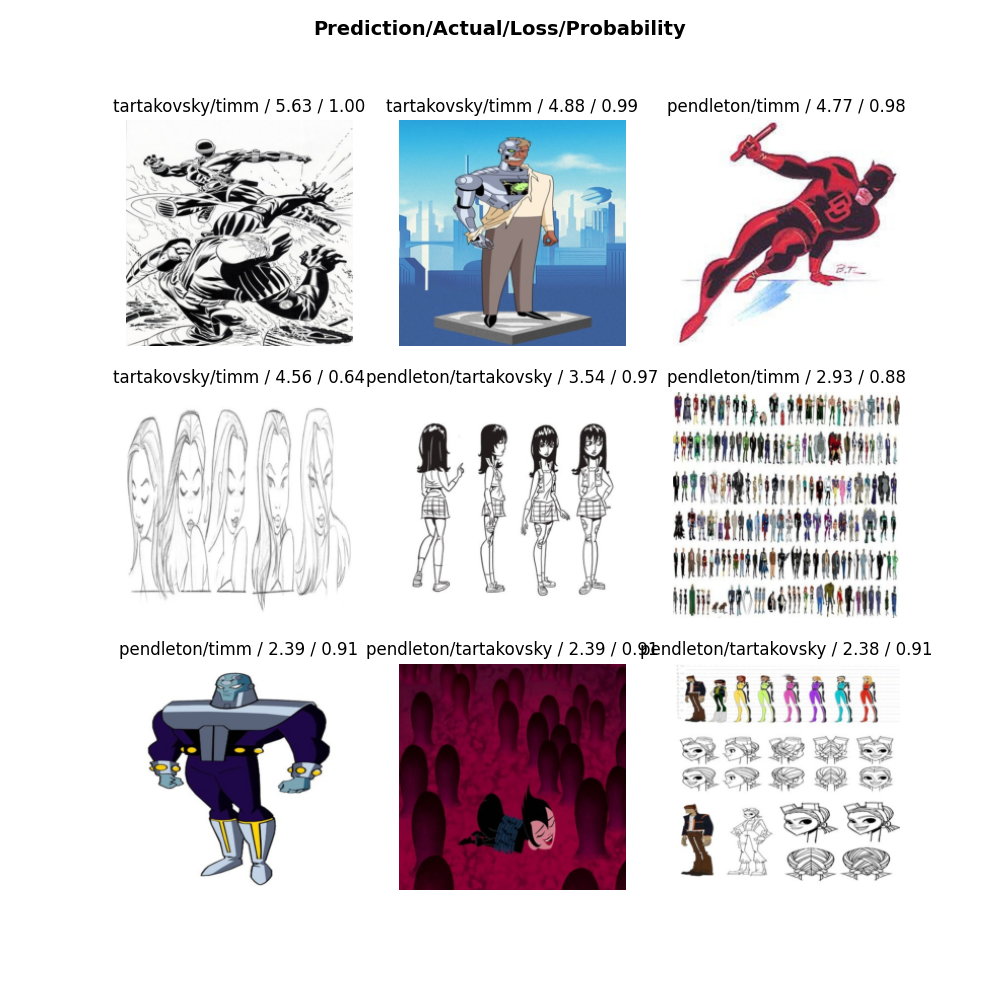 Prediction/Actual/Loss/Probability
tartakovsky/timm / 5.63 / 1.00
tartakovsky/timm / 4.88 / 0.99
pendleton/timm / 4.77 / 0.98
tartakovsky/timm / 4.56 / 0.64
pendleton/tartakovsky / 3.54 / 0.97
pendleton/timm / 2.93 / 0.88
pendleton/timm / 2.39 / 0.91
pendleton/tartakovsky / 2.39 / 0.91
pendleton/tartakovsky / 2.38 / 0.91